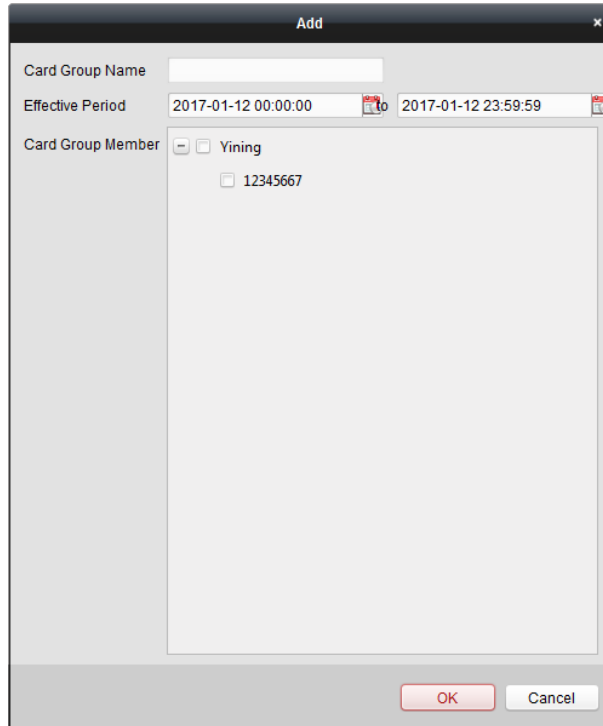 Add
Card Group Name
Effective Period 2017-01-12 00:00:00 to 2017-01-12 23:59:59
Card Group Member Yining
12345667
OK Cancel